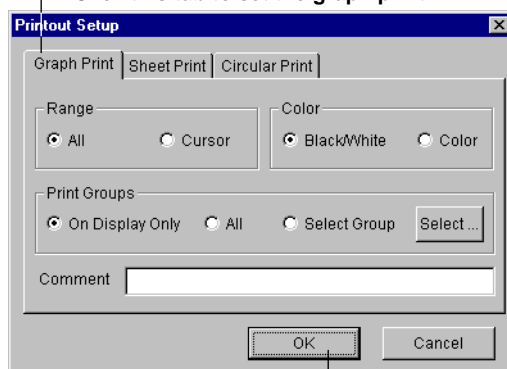 Printout Setup
Graph Print Sheet Print Circular Print
Range Color
All Cursor Black/White Color
Print Groups
On Display Only All Select Group Select ...
Comment
OK Cancel